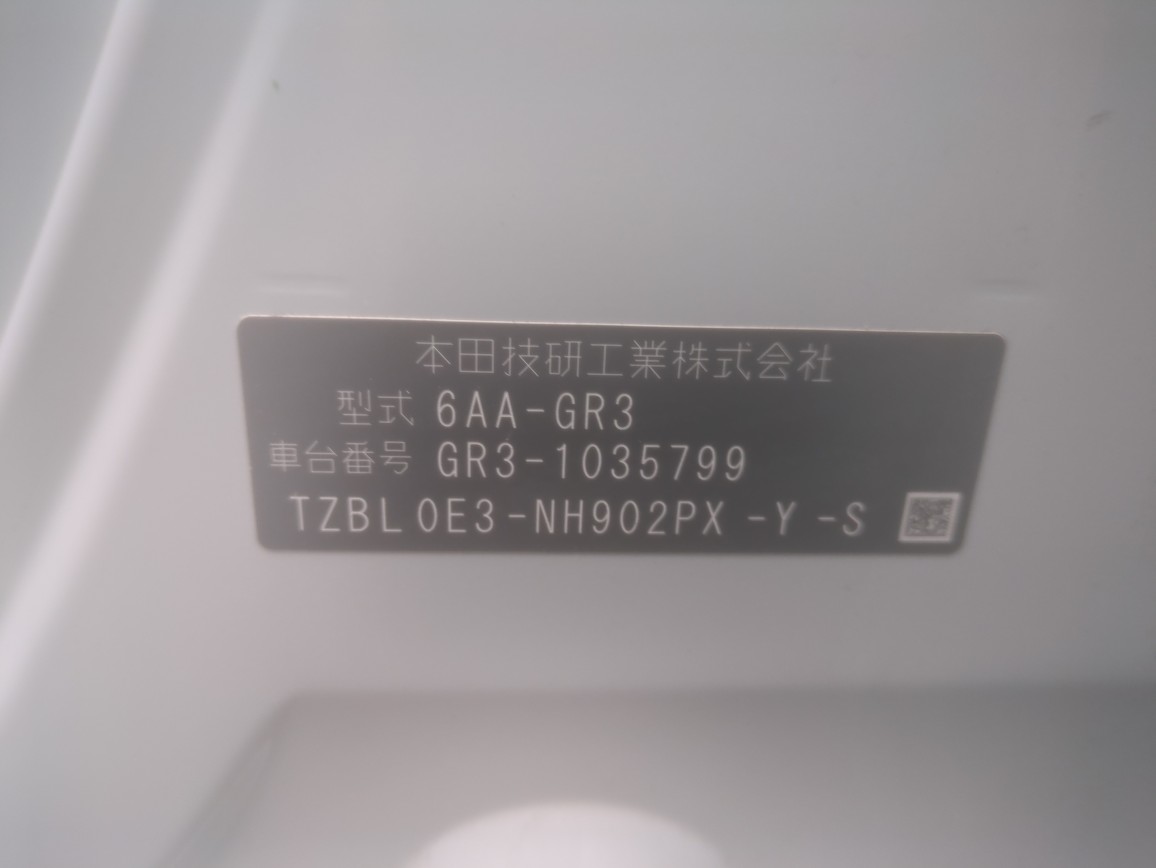 本田技研工業株式会社
型式 6AA-GR3
車台番号 GR3-1035799
TZBL0E3-NH902PX -Y -S